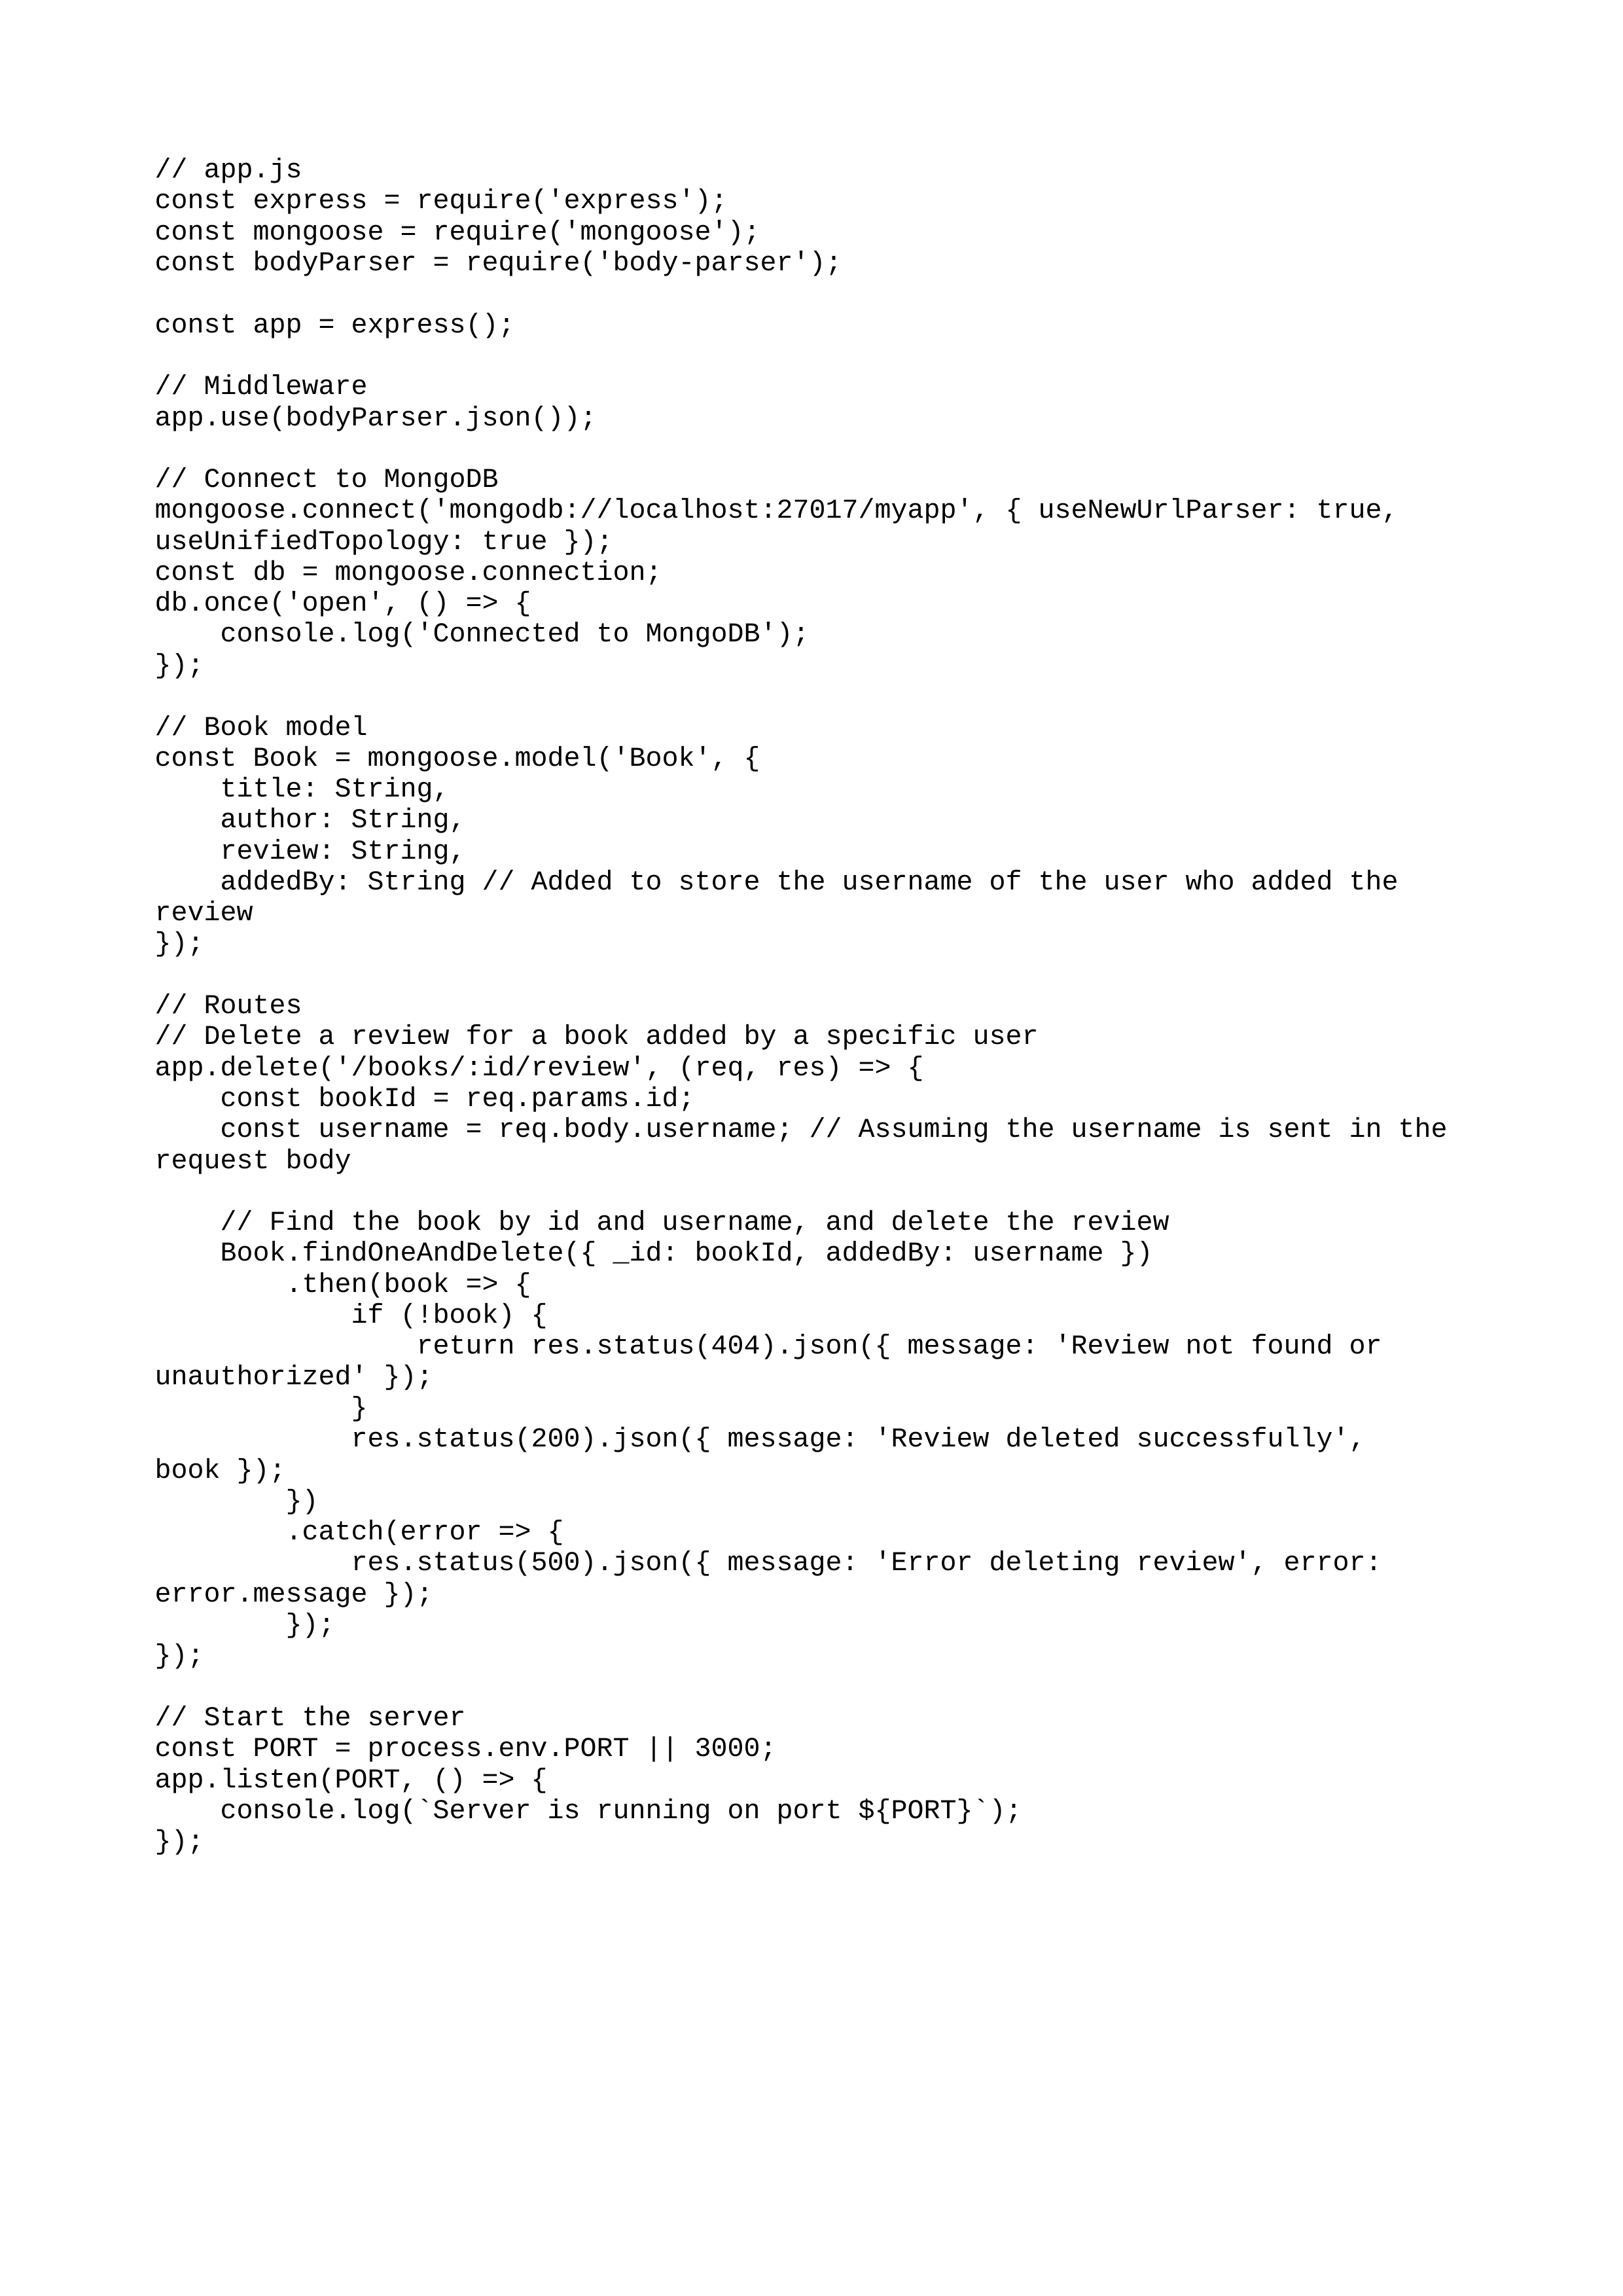 // app.js
const express = require('express');
const mongoose = require('mongoose');
const bodyParser = require('body-parser');

const app = express();

// Middleware
app.use(bodyParser.json());

// Connect to MongoDB
mongoose.connect('mongodb://localhost:27017/myapp', { useNewUrlParser: true,
useUnifiedTopology: true });
const db = mongoose.connection;
db.once('open', () => {
    console.log('Connected to MongoDB');
});

// Book model
const Book = mongoose.model('Book', {
    title: String,
    author: String,
    review: String,
    addedBy: String // Added to store the username of the user who added the
review
});

// Routes
// Delete a review for a book added by a specific user
app.delete('/books/:id/review', (req, res) => {
    const bookId = req.params.id;
    const username = req.body.username; // Assuming the username is sent in the
request body

    // Find the book by id and username, and delete the review
    Book.findOneAndDelete({ _id: bookId, addedBy: username })
        .then(book => {
            if (!book) {
                return res.status(404).json({ message: 'Review not found or
unauthorized' });
            }
            res.status(200).json({ message: 'Review deleted successfully',
book });
        })
        .catch(error => {
            res.status(500).json({ message: 'Error deleting review', error:
error.message });
        });
});

// Start the server
const PORT = process.env.PORT || 3000;
app.listen(PORT, () => {
    console.log(`Server is running on port ${PORT}`);
});